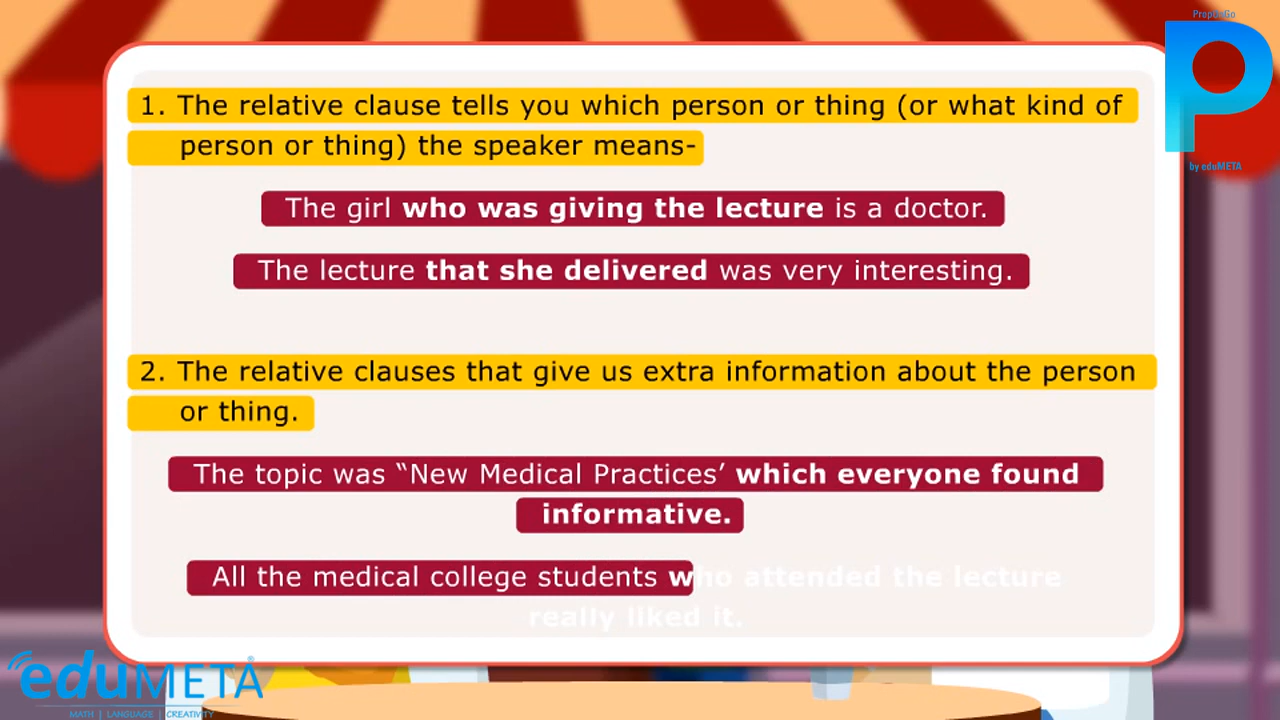 PrepUpGo
P
by eduMETA
1. The relative clause tells you which person or thing (or what kind of
person or thing) the speaker means-
The girl who was giving the lecture is a doctor.
The lecture that she delivered was very interesting.
2. The relative clauses that give us extra information about the person
or thing.
The topic was “New Medical Practices’ which everyone found
informative.
All the medical college students who attended the lecture
really liked it.
eduMETA
MATH | LANGUAGE | CREATIVITY